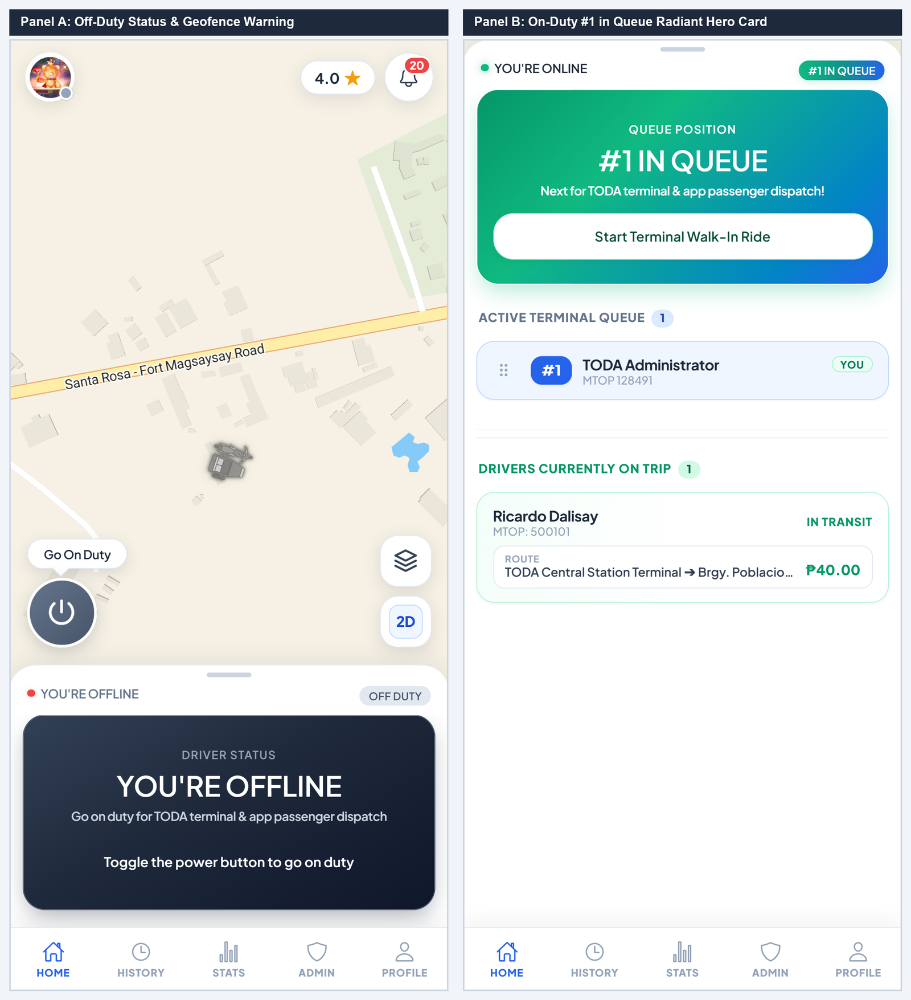 Panel A: Off-Duty Status & Geofence Warning
4.0
20
Santa Rosa - Fort Magsaysay Road
Go On Duty
2D
YOU'RE OFFLINE
OFF DUTY
DRIVER STATUS
YOU'RE OFFLINE
Go on duty for TODA terminal & app passenger dispatch
Toggle the power button to go on duty
HOME
HISTORY
STATS
ADMIN
PROFILE
Panel B: On-Duty #1 in Queue Radiant Hero Card
YOU'RE ONLINE
#1 IN QUEUE
QUEUE POSITION
#1 IN QUEUE
Next for TODA terminal & app passenger dispatch!
Start Terminal Walk-In Ride
ACTIVE TERMINAL QUEUE 1
#1
TODA Administrator
MTOP 128491
YOU
DRIVERS CURRENTLY ON TRIP 1
Ricardo Dalisay
MTOP: 500101
IN TRANSIT
ROUTE
TODA Central Station Terminal ➔ Brgy. Poblacio...
₱40.00
HOME
HISTORY
STATS
ADMIN
PROFILE